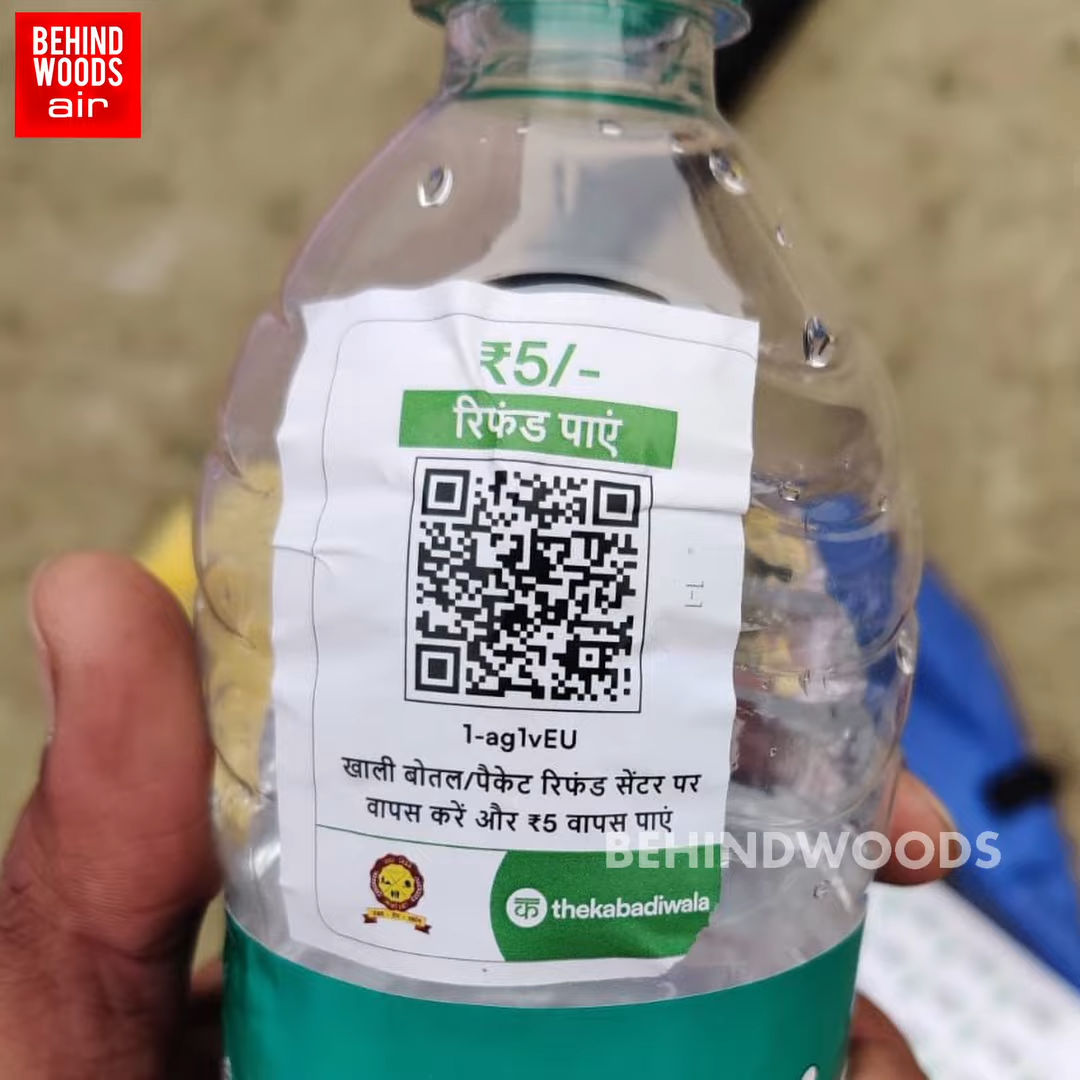 BEHIND
WOODS
air
₹5/-
रिफंड पाएं
1-ag1vEU
खाली बोतल/पैकेट रिफंड सेंटर पर
वापस करें और ₹5 वापस पाएं
BEHINDWOODS
क thekabadiwala